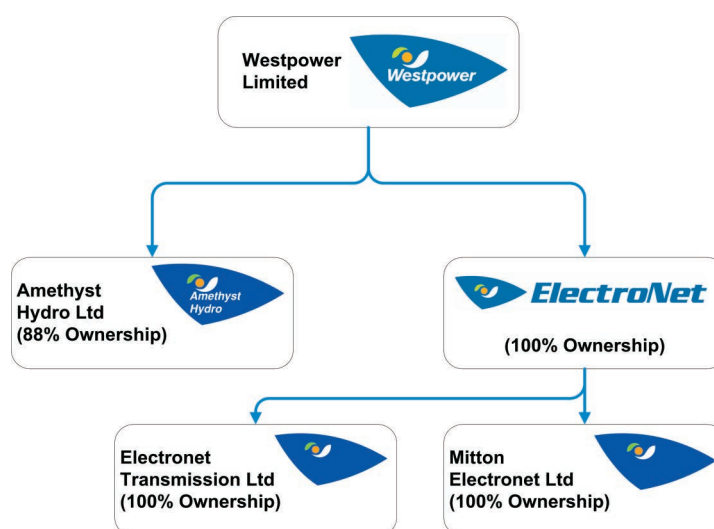 Westpower
Limited
Westpower
Amethyst
Hydro Ltd
(88% Ownership)
Amethyst
Hydro
ElectroNet
(100% Ownership)
Electronet
Transmission Ltd
(100% Ownership)
Mitton
Electronet Ltd
(100% Ownership)